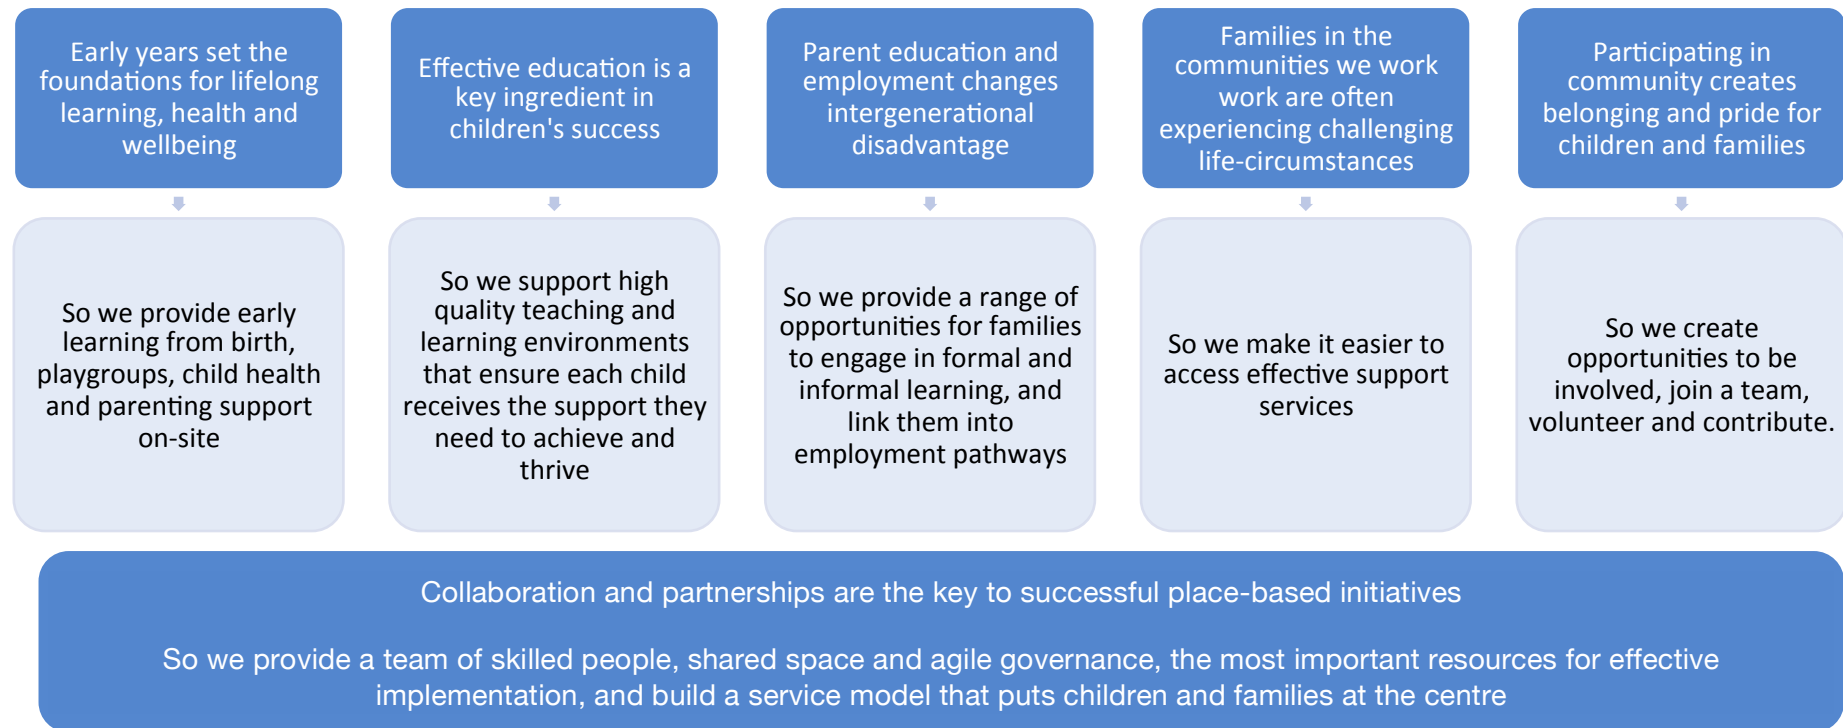 Early years set the
foundations for lifelong
learning, health and
wellbeing
Effective education is a
key ingredient in
children's success
Parent education and
employment changes
intergenerational
disadvantage
Families in the
communities we work
work are often
experiencing challenging
life-circumstances
Participating in
community creates
belonging and pride for
children and families
So we provide early
learning from birth,
playgroups, child health
and parenting support
on-site
So we support high
quality teaching and
learning environments
that ensure each child
receives the support they
need to achieve and
thrive
So we provide a range of
opportunities for families
to engage in formal and
informal learning, and
link them into
employment pathways
So we make it easier to
access effective support
services
So we create
opportunities to be
involved, join a team,
volunteer and contribute.
Collaboration and partnerships are the key to successful place-based initiatives
So we provide a team of skilled people, shared space and agile governance, the most important resources for effective
implementation, and build a service model that puts children and families at the centre